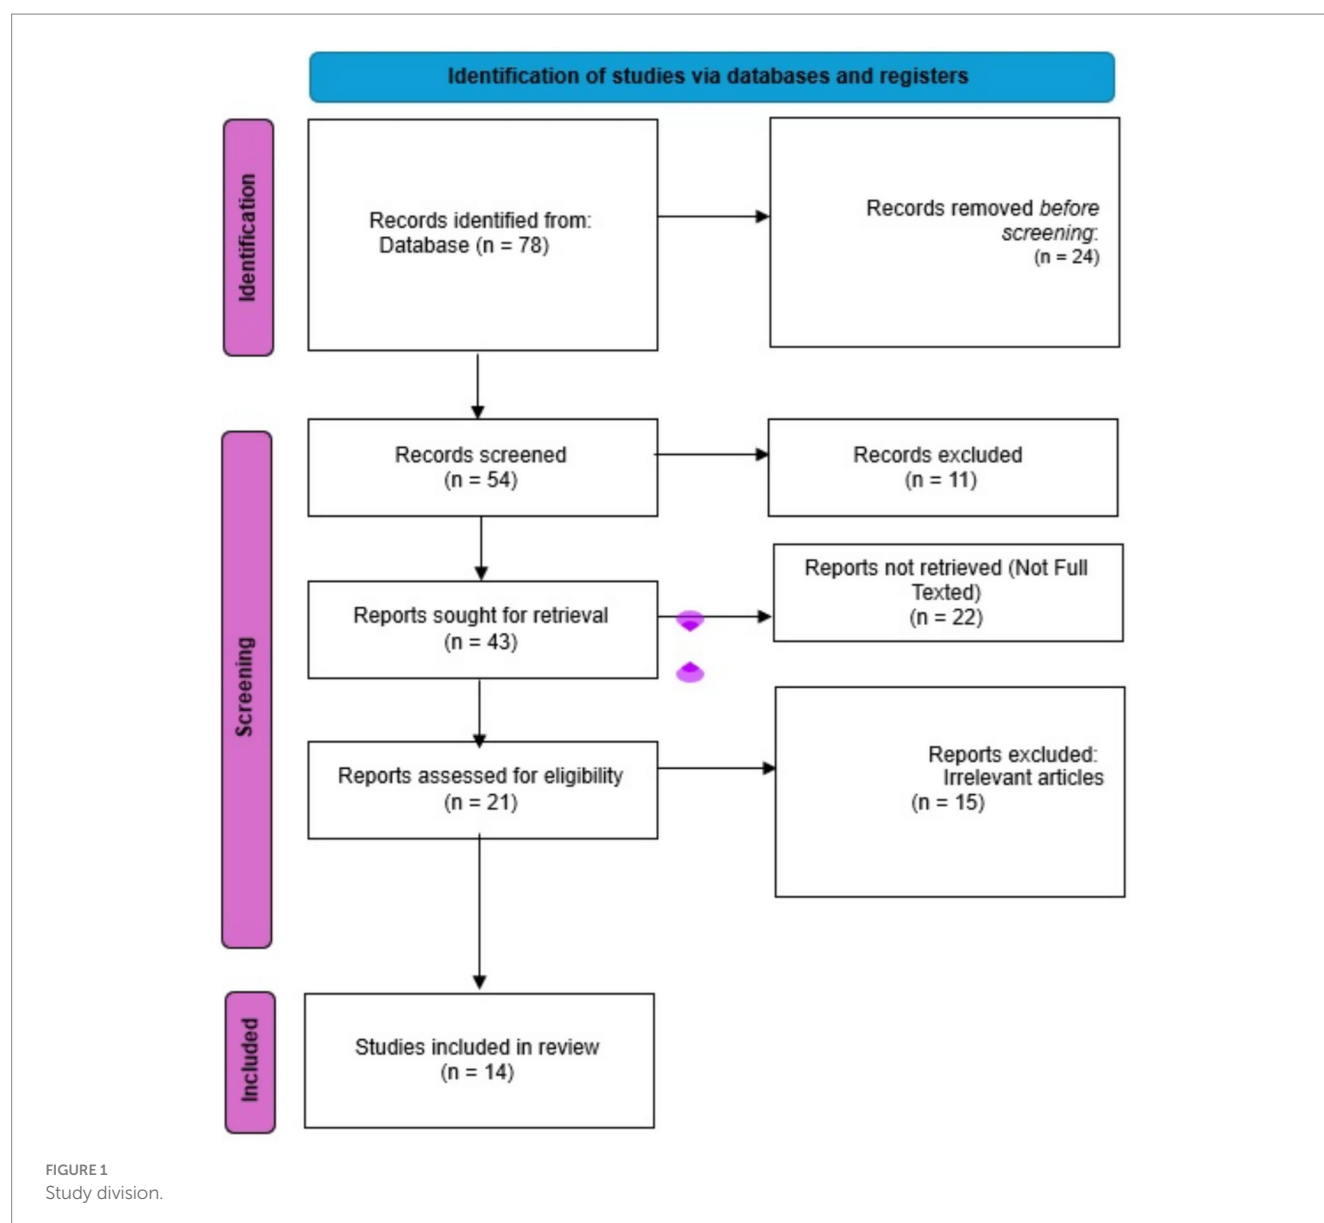 Identification of studies via databases and registers
Identification
Records identified from:
Database (n = 78)
Records removed before
screening:
(n = 24)
Screening
Records screened
(n = 54)
Records excluded
(n = 11)
Reports sought for retrieval
(n = 43)
Reports not retrieved (Not Full
Texted)
(n = 22)
Reports assessed for eligibility
(n = 21)
Reports excluded:
Irrelevant articles
(n = 15)
Included
Studies included in review
(n = 14)
FIGURE 1
Study division.